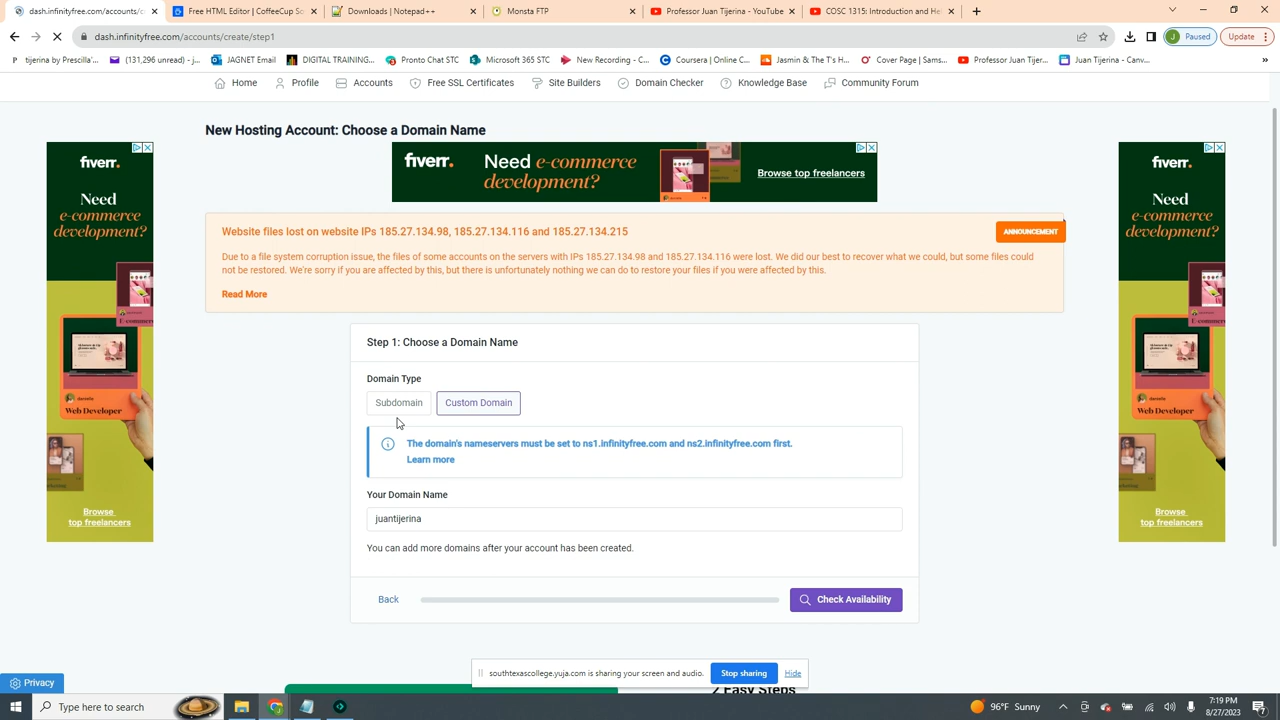 dash.infinityfree.com/accounts/c
Free HTML Editor | CoffeeCup So
Downloads | Notepad++
Monsta FTP
Professor Juan Tijerina - YouTube
COSC 1315: Introduction and He
dash.infinityfree.com/accounts/create/step1
J Paused
Update
P tijerina by Prescilla'...
(131,296 unread) - j...
JAGNET Email
DIGITAL TRAINING...
Pronto Chat STC
Microsoft 365 STC
New Recording - C...
Coursera | Online C...
Jasmin & The T's H...
Cover Page | Sams...
Professor Juan Tijer...
Juan Tijerina - Canv...
Home
Profile
Accounts
Free SSL Certificates
Site Builders
Domain Checker
Knowledge Base
Community Forum
New Hosting Account: Choose a Domain Name
fiverr.
Need e-commerce
development?
Browse top freelancers
fiverr.
Need
e-commerce
development?
danielle
Web Developer
Browse
top freelancers
fiverr.
Need
e-commerce
development?
danielle
Web Developer
Browse
top freelancers
Website files lost on website IPs 185.27.134.98, 185.27.134.116 and 185.27.134.215
ANNOUNCEMENT
Due to a file system corruption issue, the files of some accounts on the servers with IPs 185.27.134.98 and 185.27.134.116 were lost. We did our best to recover what we could, but some files could
not be restored. We're sorry if you are affected by this, but there is unfortunately nothing we can do to restore your files if you were affected by this.
Read More
Step 1: Choose a Domain Name
Domain Type
Subdomain
Custom Domain
The domain's nameservers must be set to ns1.infinityfree.com and ns2.infinityfree.com first.
Learn more
Your Domain Name
juantijerina
You can add more domains after your account has been created.
Back
Check Availability
southtexascollege.yuja.com is sharing your screen and audio.
Stop sharing
Hide
Privacy
2 Easy Steps
Type here to search
96°F Sunny
7:19 PM
8/27/2023